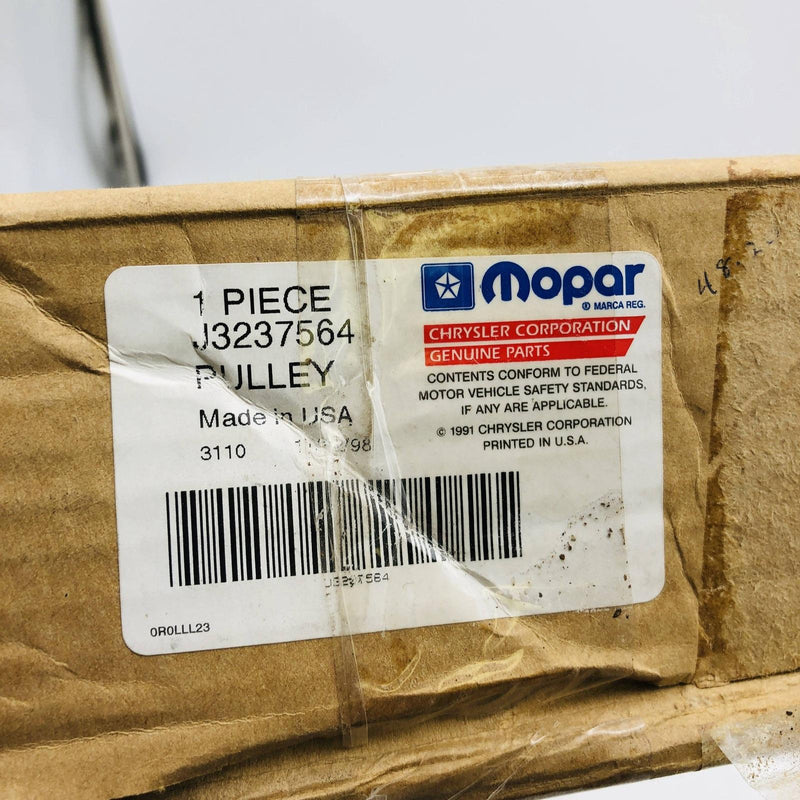 1 PIECE
J3237564
PULLEY
Made in USA
3110
Mopar
® MARCA REG.
CHRYSLER CORPORATION
GENUINE PARTS
CONTENTS CONFORM TO FEDERAL
MOTOR VEHICLE SAFETY STANDARDS,
IF ANY ARE APPLICABLE.
© 1991 CHRYSLER CORPORATION
PRINTED IN U.S.A.
J3237564
0R0LLL23